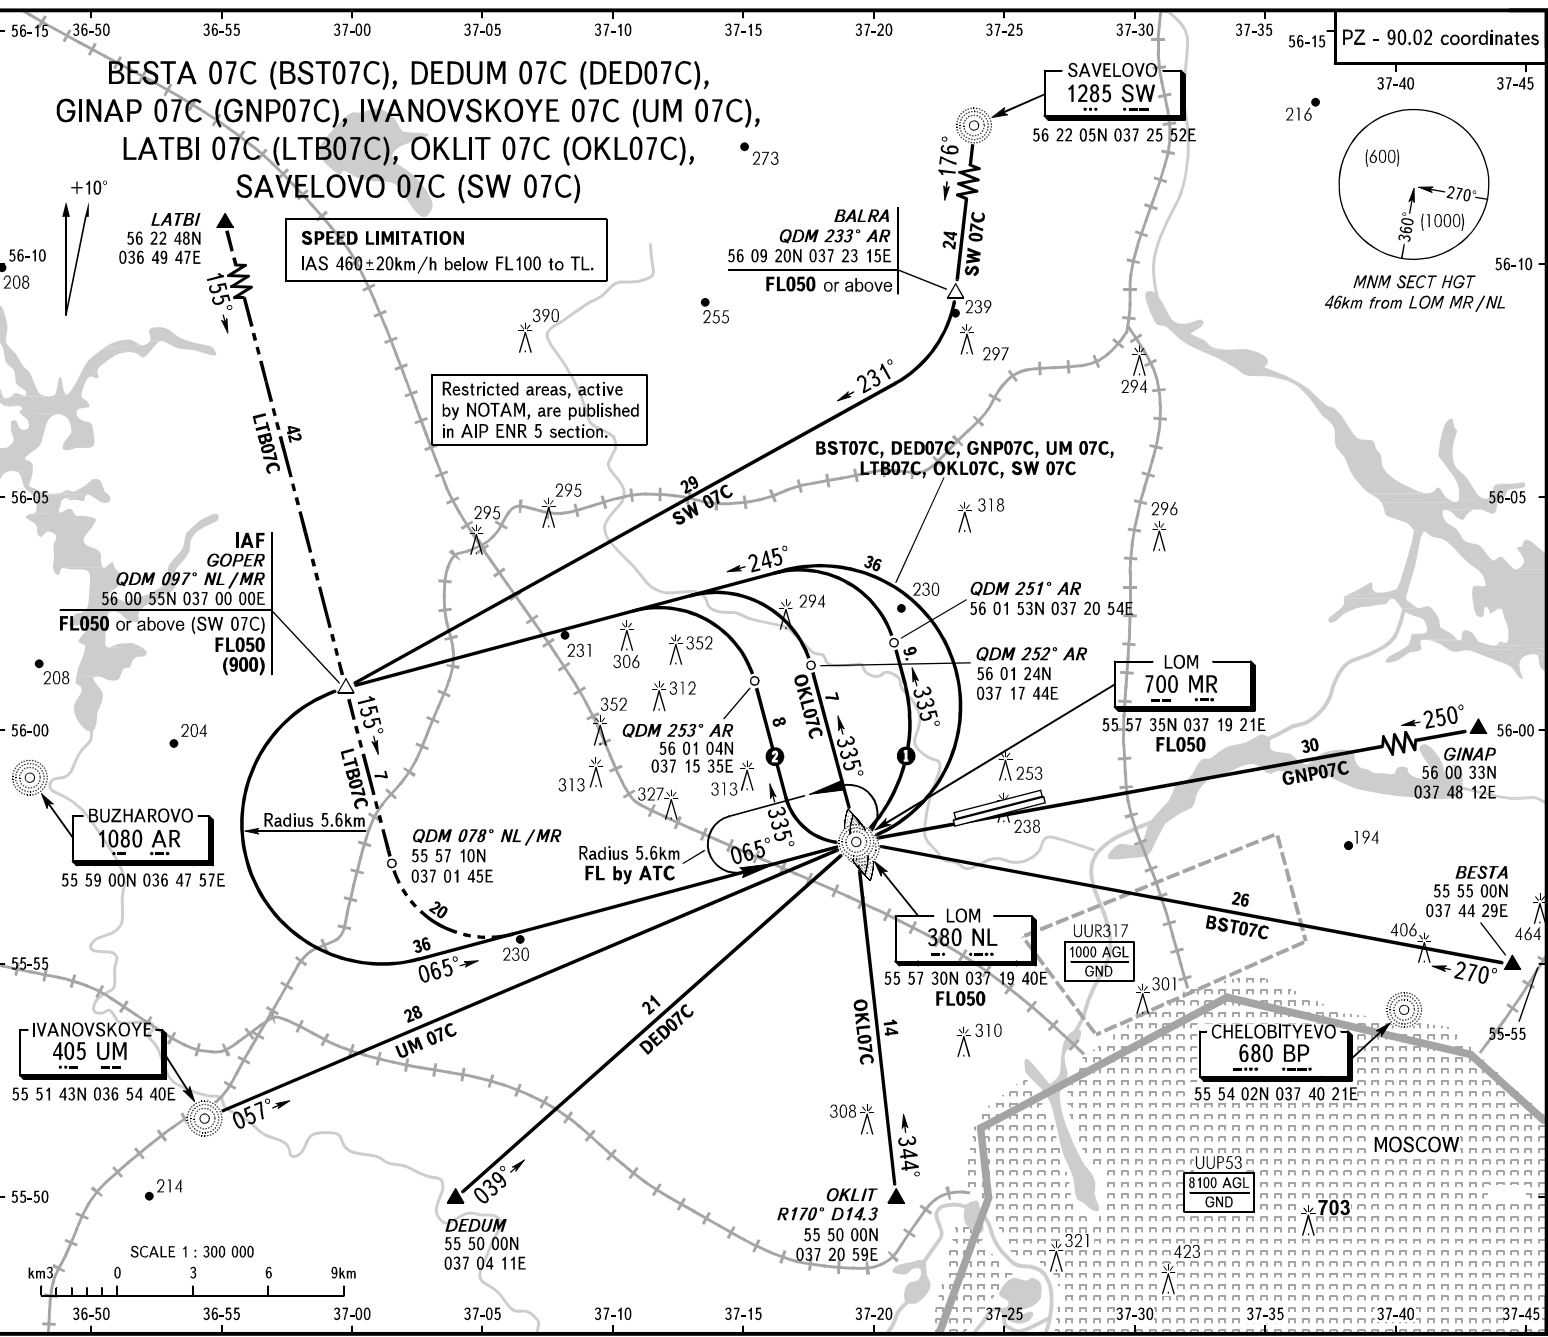 56-15
36-50
36-55
37-00
37-05
37-10
37-15
37-20
37-25
37-30
37-35
56-15
PZ - 90.02 coordinates
37-40
37-45
BESTA 07C (BST07C), DEDUM 07C (DED07C),
GINAP 07C (GNP07C), IVANOVSKOYE 07C (UM 07C),
LATBI 07C (LTB07C), OKLIT 07C (OKL07C),
SAVELOVO 07C (SW 07C)
+10°
LATBI
56 22 48N
036 49 47E
SPEED LIMITATION
IAS 460±20km/h below FL100 to TL.
273
SAVELOVO
1285 SW
56 22 05N 037 25 52E
216
(600)
270°
360°
(1000)
MNM SECT HGT
46km from LOM MR/NL
176°
24
SW 07C
BALRA
QDM 233° AR
56 09 20N 037 23 15E
FL050 or above
56-10
208
155°
390
255
239
297
294
56-10
Restricted areas, active
by NOTAM, are published
in AIP ENR 5 section.
231°
42
LTB07C
BST07C, DED07C, GNP07C, UM 07C,
LTB07C, OKL07C, SW 07C
56-05
29
SW 07C
295
295
318
296
56-05
IAF
GOPER
QDM 097° NL/MR
56 00 55N 037 00 00E
FL050 or above (SW 07C)
FL050
(900)
245°
36
230
QDM 251° AR
56 01 53N 037 20 54E
294
231
306
352
QDM 252° AR
56 01 24N
037 17 44E
208
312
352
LOM
700 MR
55 57 35N 037 19 21E
FL050
155°
7
LTB07C
204
56-00
QDM 253° AR
56 01 04N
037 15 35E
8
2
335°
OKL07C
7
335°
9.
335°
1
250°
56-00
30
GNP07C
GINAP
56 00 33N
037 48 12E
313
327
313
253
238
BUZHAROVO
1080 AR
55 59 00N 036 47 57E
Radius 5.6km
QDM 078° NL/MR
55 57 10N
037 01 45E
Radius 5.6km
FL by ATC
065°
194
BESTA
55 55 00N
037 44 29E
20
36
065°
230
LOM
380 NL
55 57 30N 037 19 40E
FL050
UUR317
1000 AGL
GND
26
BST07C
406
464
270°
55-55
301
55-55
IVANOVSKOYE
405 UM
55 51 43N 036 54 40E
28
UM 07C
057°
21
DED07C
039°
14
OKL07C
344°
310
308
CHELOBITYEVO
680 BP
55 54 02N 037 40 21E
MOSCOW
UUP53
8100 AGL
GND
703
321
423
55-50
214
DEDUM
55 50 00N
037 04 11E
OKLIT
R170° D14.3
55 50 00N
037 20 59E
SCALE 1 : 300 000
km3
0
3
6
9km
36-50
36-55
37-00
37-05
37-10
37-15
37-20
37-25
37-30
37-35
37-40
37-45